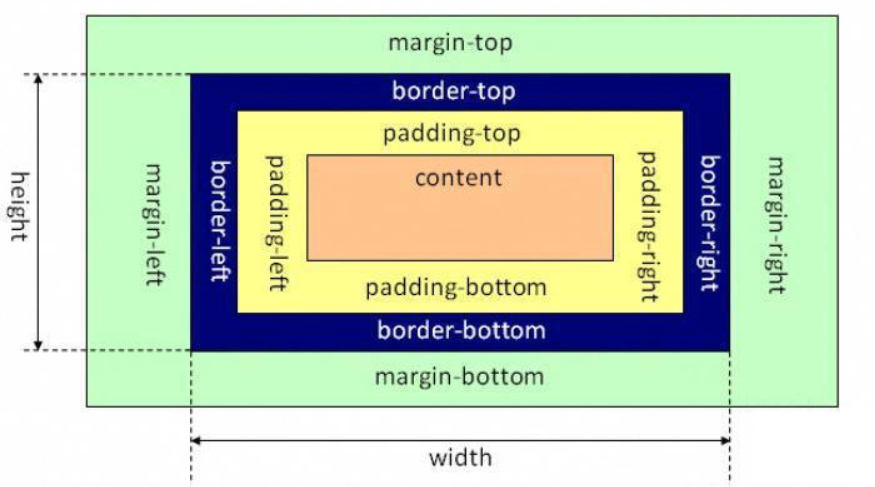 margin-top
border-top
padding-top
content
height
margin-left
border-left
padding-left
padding-right
border-right
margin-right
padding-bottom
border-bottom
margin-bottom
width